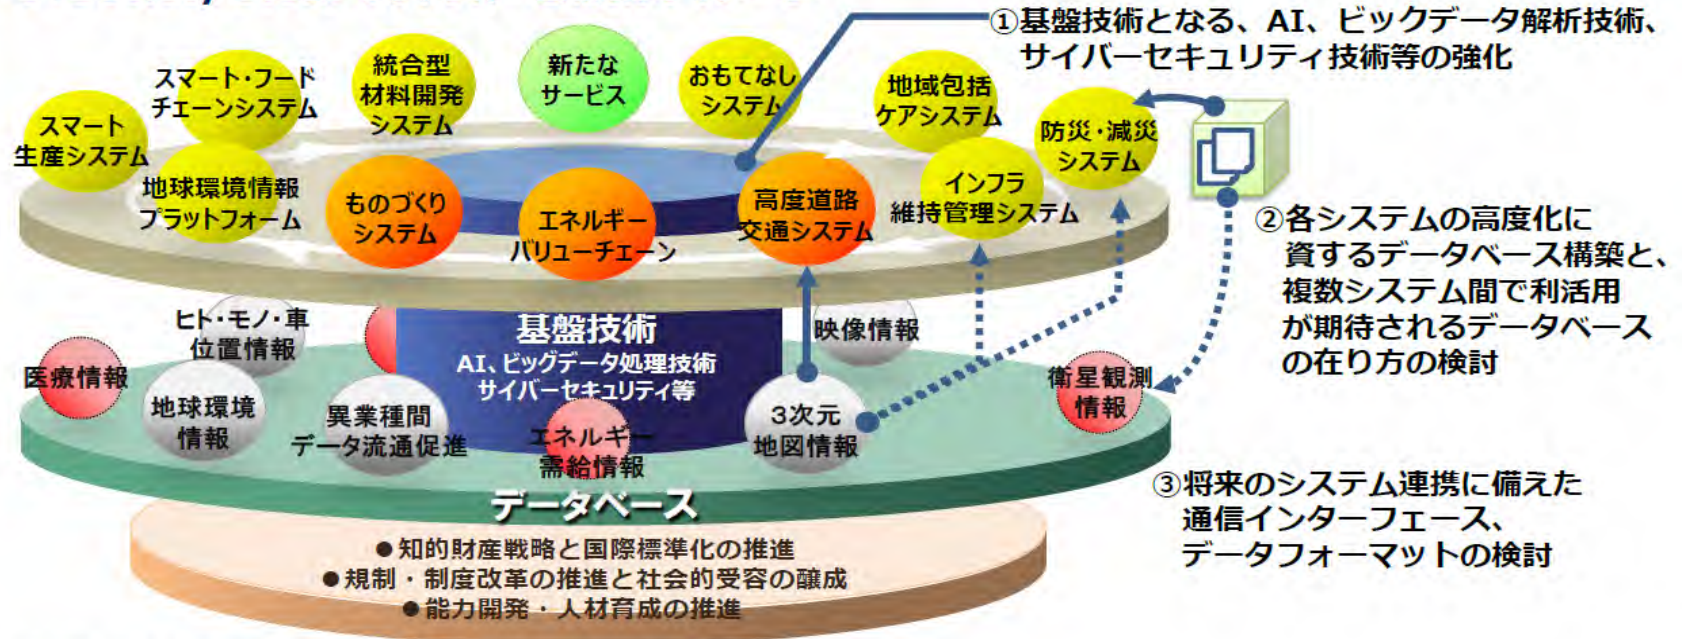 ①基盤技術となる、AI、ビックデータ解析技術、
サイバーセキュリティ技術等の強化
スマート・フード
チェーンシステム
統合型
材料開発
システム
新たな
サービス
おもてなし
システム
地域包括
ケアシステム
スマート
生産システム
防災・減災
システム
地球環境情報
プラットフォーム
ものづくり
システム
エネルギー
バリューチェーン
高度道路
交通システム
インフラ
維持管理システム
②各システムの高度化に
資するデータベース構築と、
複数システム間で利活用
が期待されるデータベース
の在り方の検討
ヒト・モノ・車
位置情報
基盤技術
AI、ビッグデータ処理技術
サイバーセキュリティ等
映像情報
医療情報
地球環境
情報
異業種間
データ流通促進
エネルギー
需給情報
3次元
地図情報
衛星観測
情報
データベース
③将来のシステム連携に備えた
通信インターフェース、
データフォーマットの検討
●知的財産戦略と国際標準化の推進
●規制・制度改革の推進と社会的受容の醸成
●能力開発・人材育成の推進